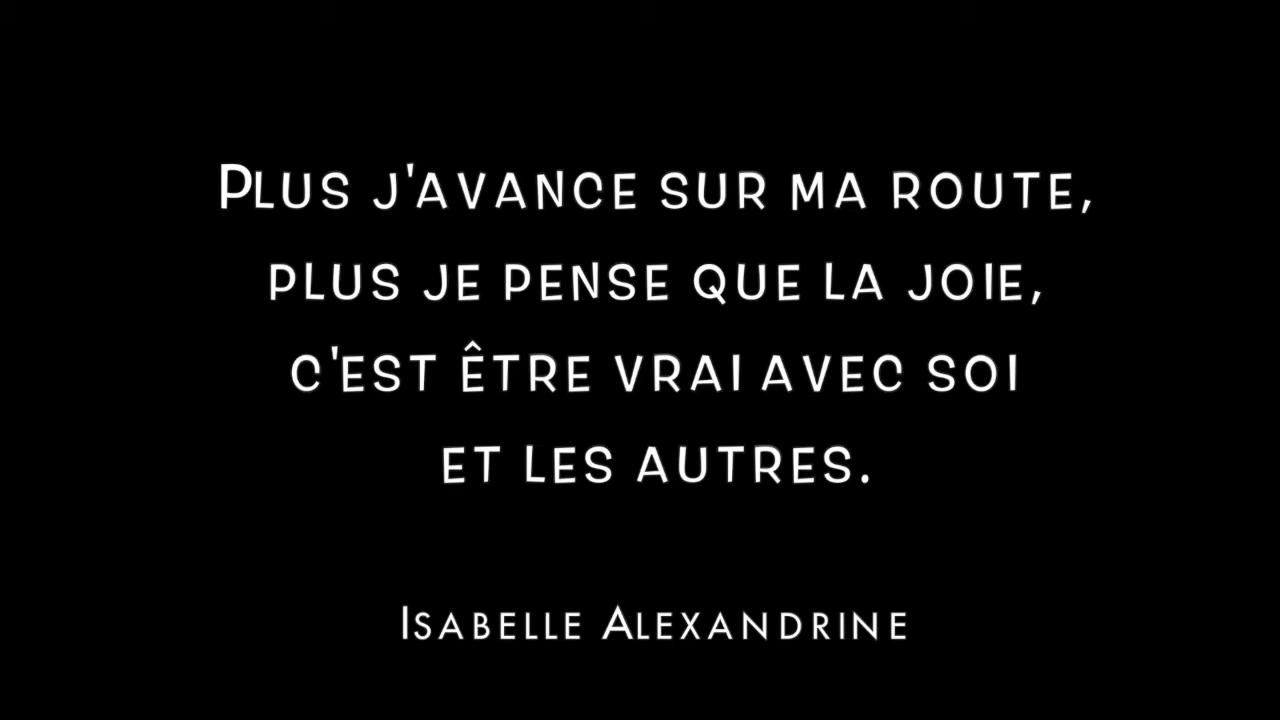 Plus j'avance sur ma route,
plus je pense que la joie,
c'est être vrai avec soi
et les autres.
Isabelle Alexandrine